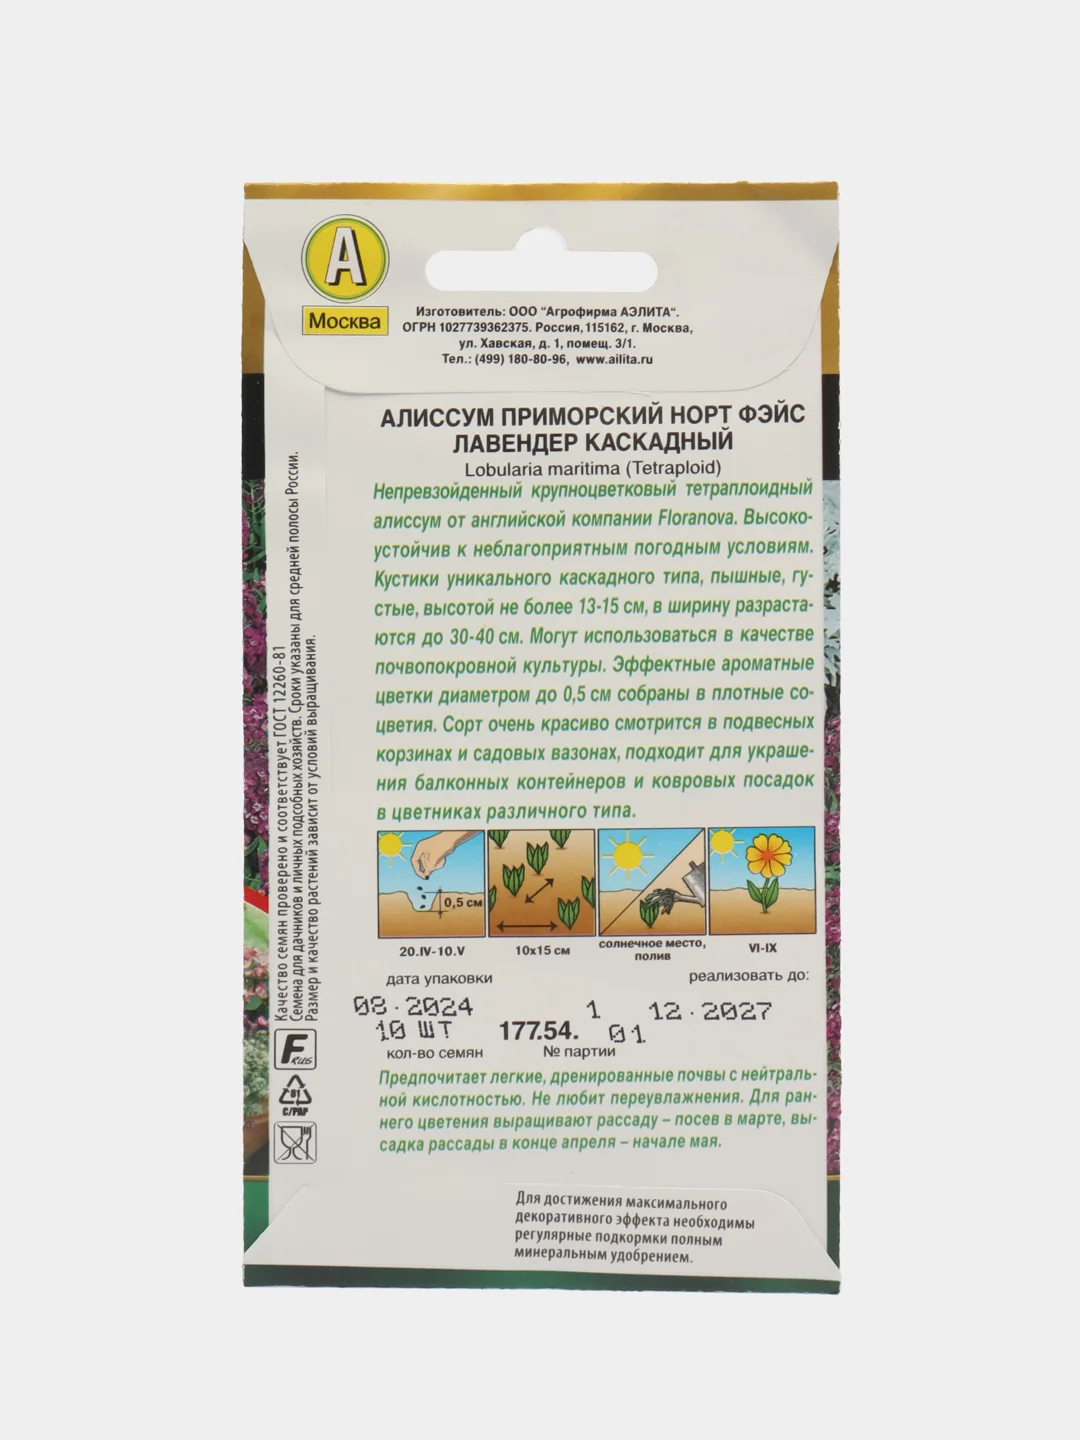 А
Москва
Изготовитель: ООО “Агрофирма АЭЛИТА“.
ОГРН 1027739362375. Россия,115162, г. Москва,
ул. Хавская, д. 1, помещ. 3/1.
Тел.: (499) 180-80-96, www.ailita.ru
АЛИССУМ ПРИМОРСКИЙ НОРТ ФЭЙС
ЛАВЕНДЕР КАСКАДНЫЙ
Lobularia maritima (Tetraploid)
Непревзойденный крупноцветковый тетраплоидный
алиссум от английской компании Floranova. Высоко-
устойчив к неблагоприятным погодным условиям.
Кустики уникального каскадного типа, пышные, гу-
стые, высотой не более 13-15 см, в ширину разраста-
ются до 30-40 см. Могут использоваться в качестве
почвопокровной культуры. Эффектные ароматные
цветки диаметром до 0,5 см собраны в плотные со-
цветия. Сорт очень красиво смотрится в подвесных
корзинах и садовых вазонах, подходит для украше-
ния балконных контейнеров и ковровых посадок
в цветниках различного типа.
0,5 см
20.IV-10.V
10x15 см
солнечное место,
полив
VI-IX
дата упаковки
реализовать до:
08.2024
1
12.2027
10 ШТ
177.54.
01
кол-во семян
№ партии
Предпочитает легкие, дренированные почвы с нейтраль-
ной кислотностью. Не любит переувлажнения. Для ран-
него цветения выращивают рассаду – посев в марте, вы-
садка рассады в конце апреля – начале мая.
Для достижения максимального
декоративного эффекта необходимы
регулярные подкормки полным
минеральным удобрением.
Качество семян проверено и соответствует ГОСТ 12260-81
Семена для дачников и личных подсобных хозяйств. Сроки указаны для средней полосы России.
Размер и качество растений зависит от условий выращивания.
F RUS
81
C/PAP